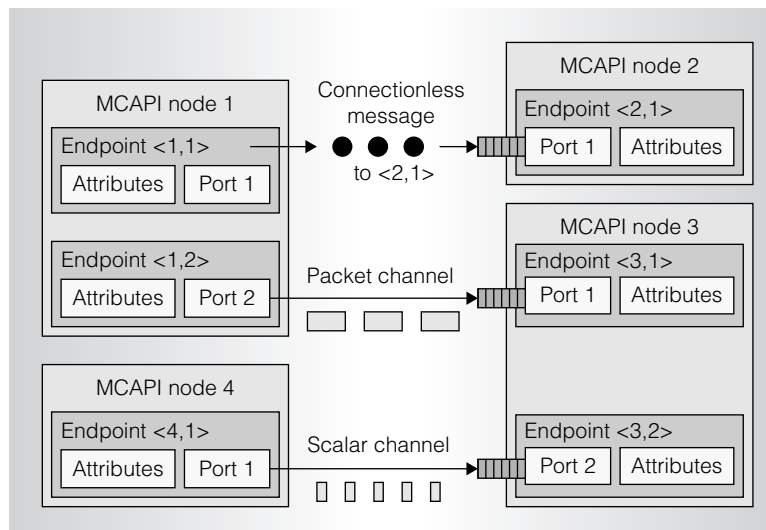 MCAPI node 1
Endpoint <1,1>
Attributes
Port 1
Endpoint <1,2>
Attributes
Port 2
MCAPI node 4
Endpoint <4,1>
Attributes
Port 1
Connectionless
message
to <2,1>
Packet channel
Scalar channel
MCAPI node 2
Endpoint <2,1>
Port 1
Attributes
MCAPI node 3
Endpoint <3,1>
Port 1
Attributes
Endpoint <3,2>
Port 2
Attributes